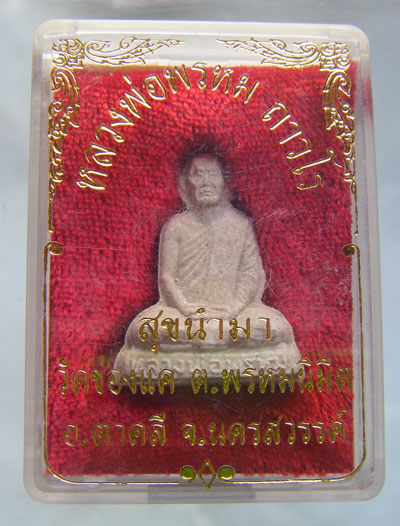 หลวงพ่อพรหม ถาวโร
สุขนำมา
วัดช่องแค ต.พรหมนิมิต
อ.ตาคลี จ.นครสวรรค์